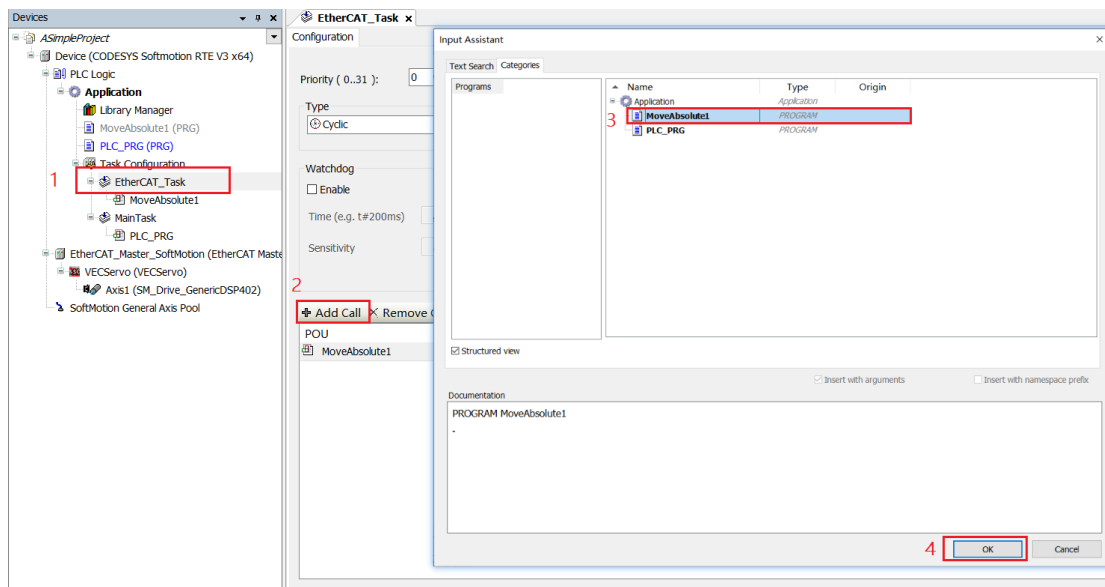 Devices
ASimpleProject
Device (CODESYS Softmotion RTE V3 x64)
PLC Logic
Application
Library Manager
MoveAbsolute1 (PRG)
PLC_PRG (PRG)
Task Configuration
1
EtherCAT_Task
MoveAbsolute1
MainTask
PLC_PRG
EtherCAT_Master_SoftMotion (EtherCAT Maste
VECServo (VECServo)
Axis1 (SM_Drive_GenericDSP402)
SoftMotion General Axis Pool
EtherCAT_Task
Configuration
Priority ( 0..31 ): 0
Type
Cyclic
Watchdog
Enable
Time (e.g. t#200ms)
Sensitivity
2
Add Call Remove
POU
MoveAbsolute1
Input Assistant
Text Search Categories
Programs
Name Type Origin
Application Application
3 MoveAbsolute1 PROGRAM
PLC_PRG PROGRAM
Structured view
Insert with arguments Insert with namespace prefix
Documentation
PROGRAM MoveAbsolute1
-
4 OK Cancel